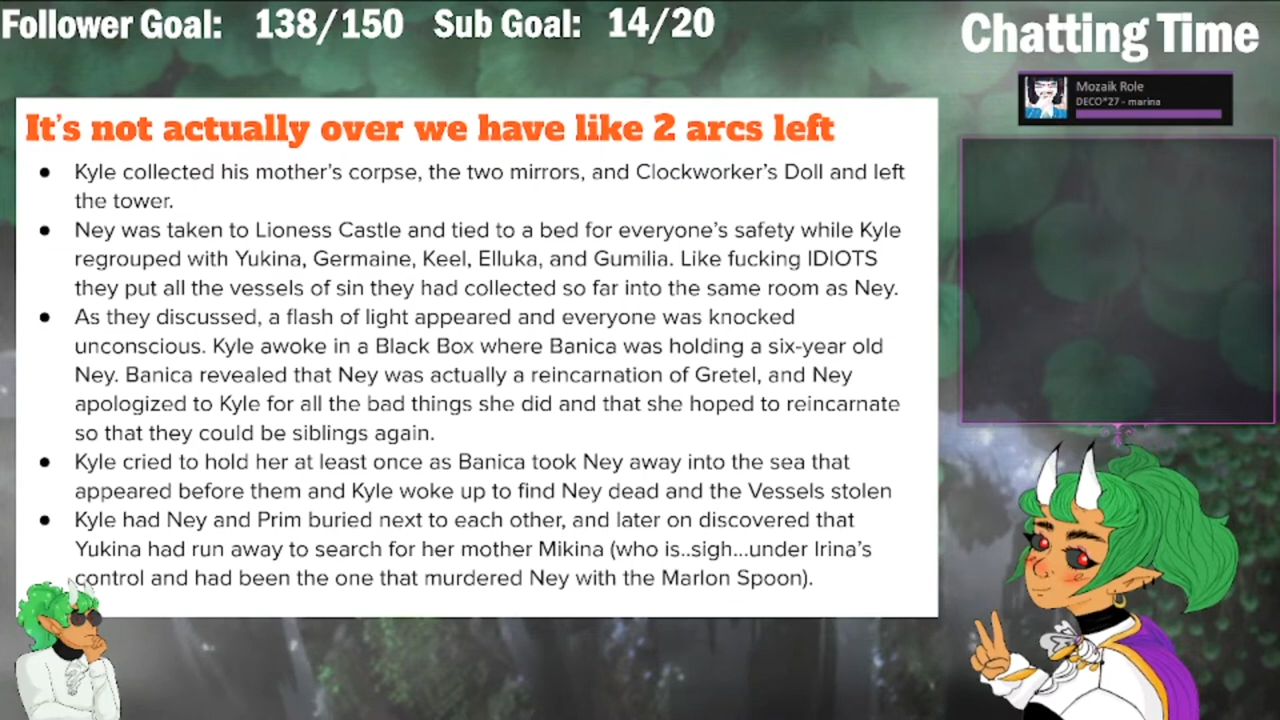 Follower Goal: 138/150 Sub Goal: 14/20
Chatting Time
Mozaik Role
DECO*27 - marina
It's not actually over we have like 2 arcs left
● Kyle collected his mother's corpse, the two mirrors, and Clockworker's Doll and left
the tower.
● Ney was taken to Lioness Castle and tied to a bed for everyone's safety while Kyle
regrouped with Yukina, Germaine, Keel, Elluka, and Gumilia. Like fucking IDIOTS
they put all the vessels of sin they had collected so far into the same room as Ney.
● As they discussed, a flash of light appeared and everyone was knocked
unconscious. Kyle awoke in a Black Box where Banica was holding a six-year old
Ney. Banica revealed that Ney was actually a reincarnation of Gretel, and Ney
apologized to Kyle for all the bad things she did and that she hoped to reincarnate
so that they could be siblings again.
● Kyle cried to hold her at least once as Banica took Ney away into the sea that
appeared before them and Kyle woke up to find Ney dead and the Vessels stolen
● Kyle had Ney and Prim buried next to each other, and later on discovered that
Yukina had run away to search for her mother Mikina (who is..sigh...under Irina's
control and had been the one that murdered Ney with the Marlon Spoon).